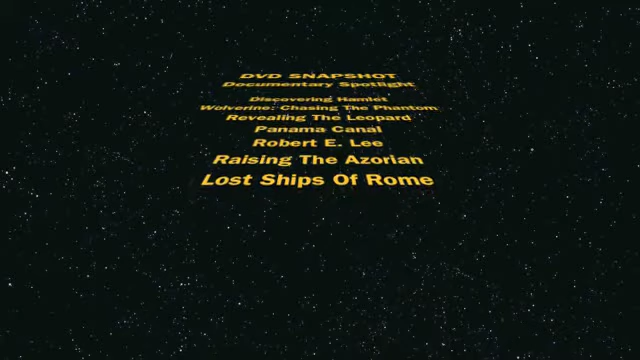 DVD SNAPSHOT
Documentary Spotlight
Discovering Hamlet
Wolverine: Chasing The Phantom
Revealing The Leopard
Panama Canal
Robert E. Lee
Raising The Azorian
Lost Ships Of Rome